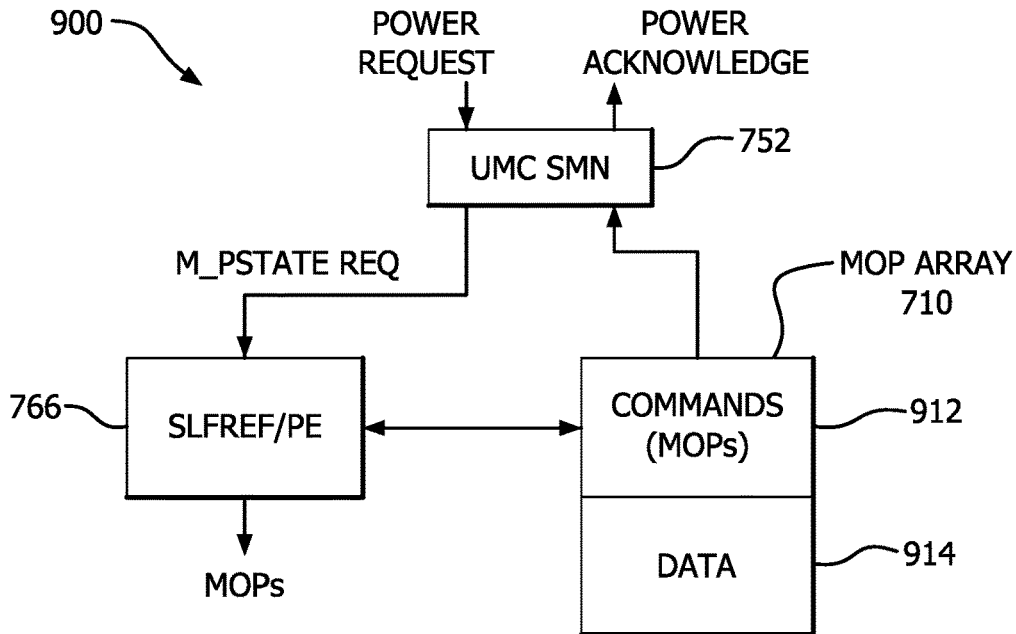 900
POWER
REQUEST
POWER
ACKNOWLEDGE
UMC SMN
752
M_PSTATE REQ
MOP ARRAY
710
766
SLFREF/PE
COMMANDS
(MOPs)
912
DATA
914
MOPs